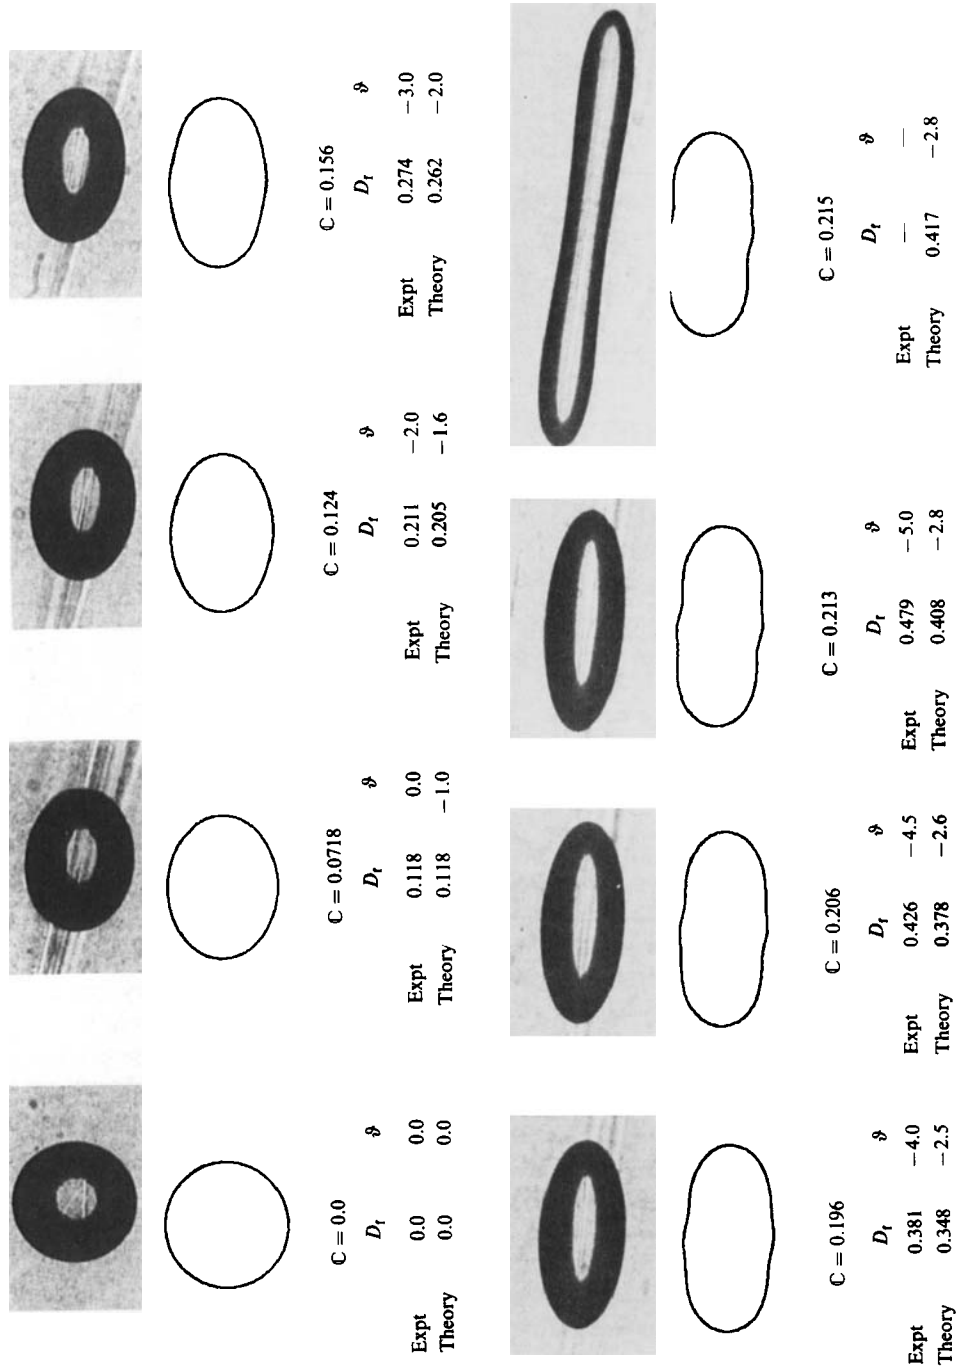 ℂ = 0.0
D_f ϑ
Expt 0.0 0.0
Theory 0.0 0.0
ℂ = 0.0718
D_f ϑ
Expt 0.118 0.0
Theory 0.118 −1.0
ℂ = 0.124
D_f ϑ
Expt 0.211 −2.0
Theory 0.205 −1.6
ℂ = 0.156
D_f ϑ
Expt 0.274 −3.0
Theory 0.262 −2.0
ℂ = 0.196
D_f ϑ
Expt 0.381 −4.0
Theory 0.348 −2.5
ℂ = 0.206
D_f ϑ
Expt 0.426 −4.5
Theory 0.378 −2.6
ℂ = 0.213
D_f ϑ
Expt 0.479 −5.0
Theory 0.408 −2.8
ℂ = 0.215
D_f ϑ
Expt — —
Theory 0.417 −2.8